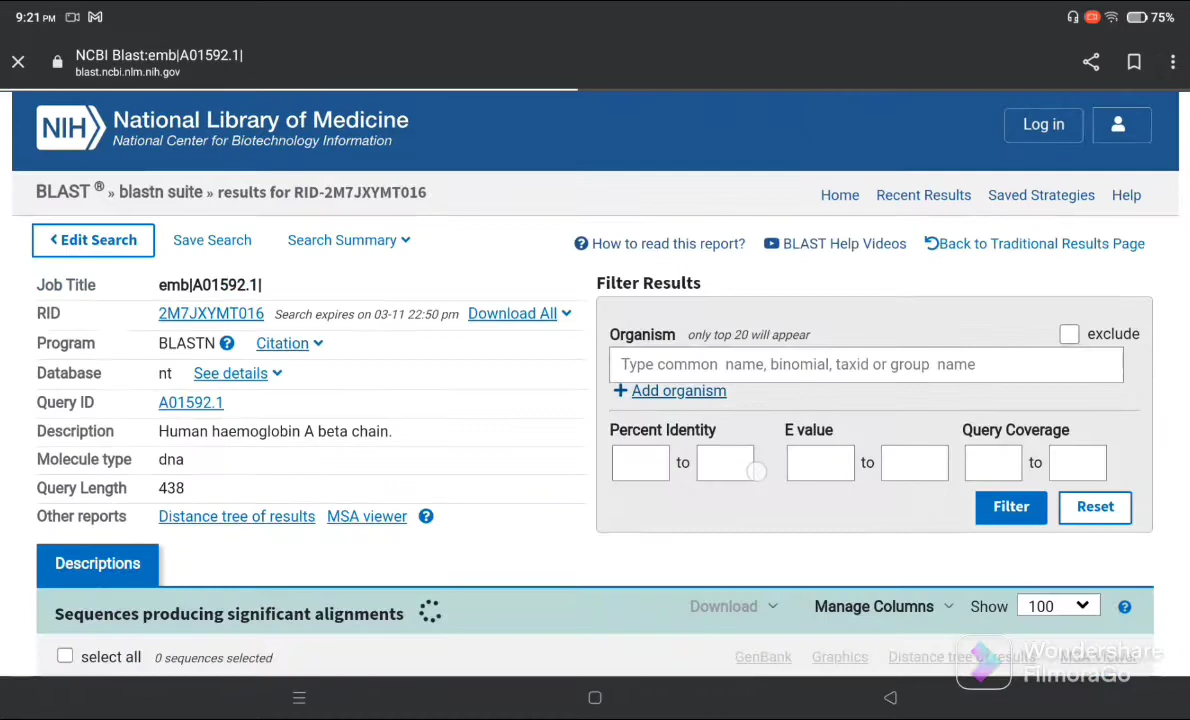 9:21 PM
75%
NCBI Blast:emb|A01592.1|
blast.ncbi.nlm.nih.gov
NIH National Library of Medicine
National Center for Biotechnology Information
Log in
BLAST ® » blastn suite » results for RID-2M7JXYMT016
Home Recent Results Saved Strategies Help
Edit Search Save Search Search Summary
How to read this report? BLAST Help Videos Back to Traditional Results Page
Job Title emb|A01592.1|
RID 2M7JXYMT016 Search expires on 03-11 22:50 pm Download All
Program BLASTN ? Citation
Database nt See details
Query ID A01592.1
Description Human haemoglobin A beta chain.
Molecule type dna
Query Length 438
Other reports Distance tree of results MSA viewer ?
Filter Results
Organism only top 20 will appear exclude
Type common name, binomial, taxid or group name
+ Add organism
Percent Identity E value Query Coverage
to to to
Filter Reset
Descriptions
Sequences producing significant alignments Download Manage Columns Show 100 ?
select all 0 sequences selected GenBank Graphics Distance tree of results MSA Viewer
Wondershare
FilmoraGo